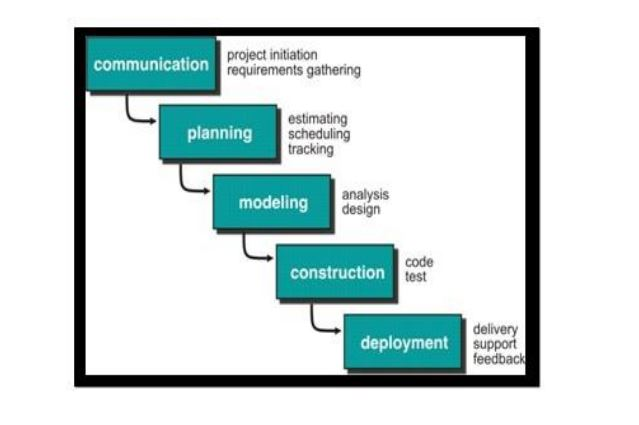 communication
project initiation
requirements gathering
planning
estimating
scheduling
tracking
modeling
analysis
design
construction
code
test
deployment
delivery
support
feedback